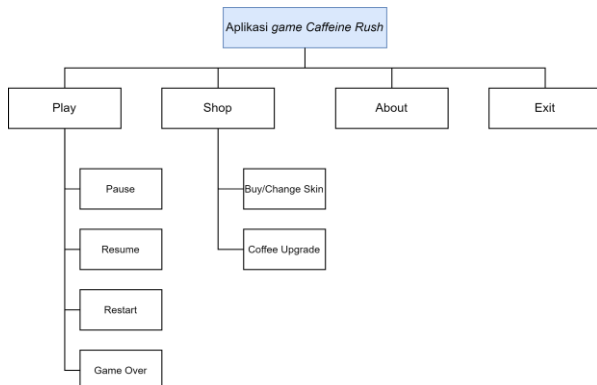 Aplikasi game Caffeine Rush
Play
Shop
About
Exit
Pause
Buy/Change Skin
Resume
Coffee Upgrade
Restart
Game Over